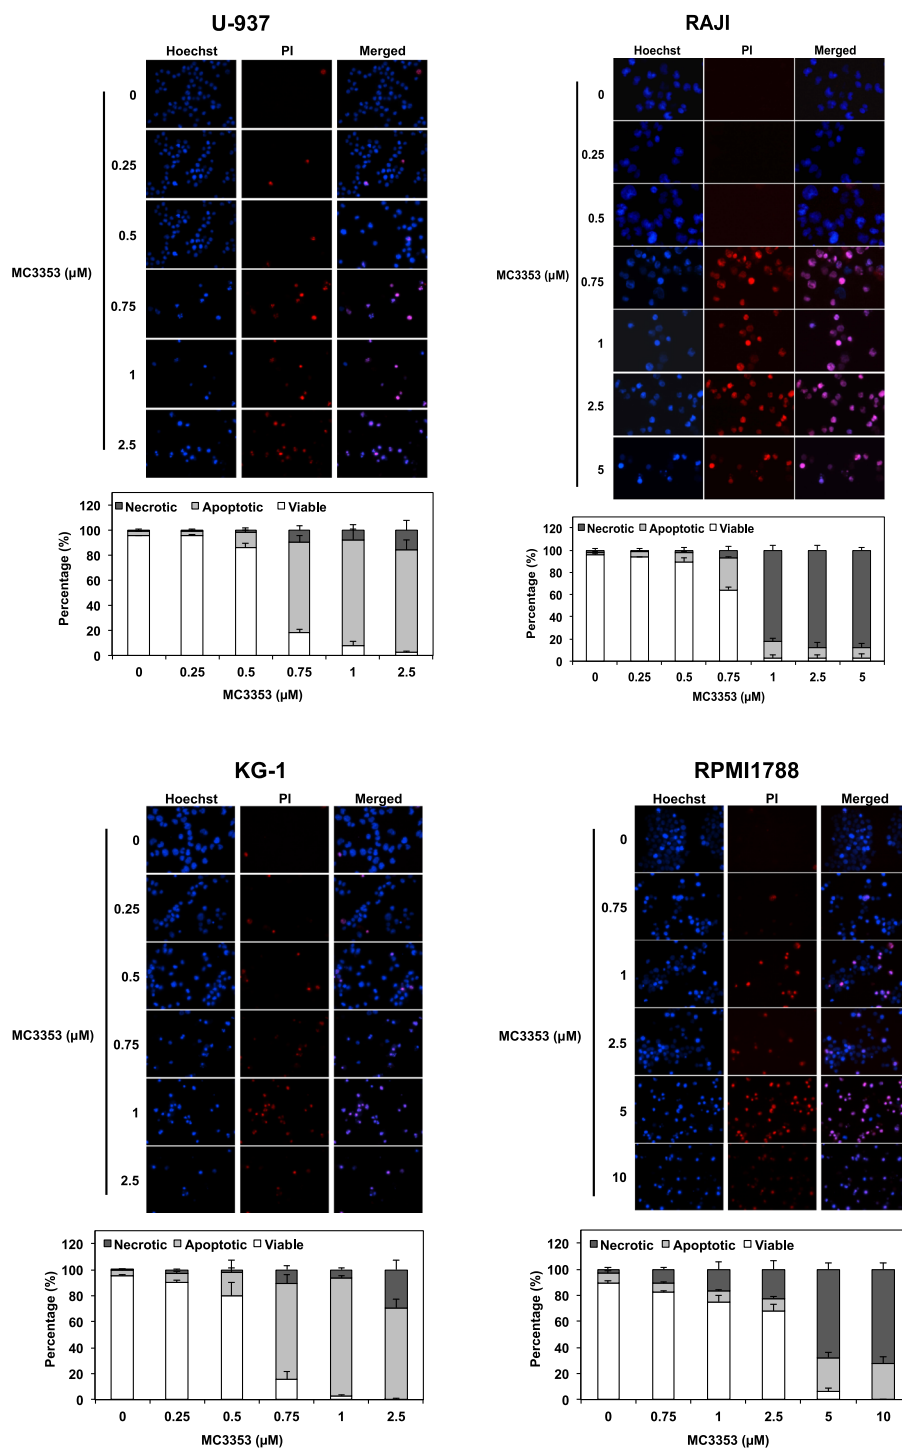 U-937
Hoechst PI Merged
0
0.25
0.5
MC3353 (µM)
0.75
1
2.5
Necrotic Apoptotic Viable
120
100
80
60
40
20
0
Percentage (%)
0 0.25 0.5 0.75 1 2.5
MC3353 (µM)
RAJI
Hoechst PI Merged
0
0.25
0.5
MC3353 (µM)
0.75
1
2.5
5
Necrotic Apoptotic Viable
120
100
80
60
40
20
0
Percentage (%)
0 0.25 0.5 0.75 1 2.5 5
MC3353 (µM)
KG-1
Hoechst PI Merged
0
0.25
0.5
MC3353 (µM)
0.75
1
2.5
Necrotic Apoptotic Viable
120
100
80
60
40
20
0
Percentage (%)
0 0.25 0.5 0.75 1 2.5
MC3353 (µM)
RPMI1788
Hoechst PI Merged
0
0.75
1
MC3353 (µM)
2.5
5
10
Necrotic Apoptotic Viable
120
100
80
60
40
20
0
Percentage (%)
0 0.75 1 2.5 5 10
MC3353 (µM)